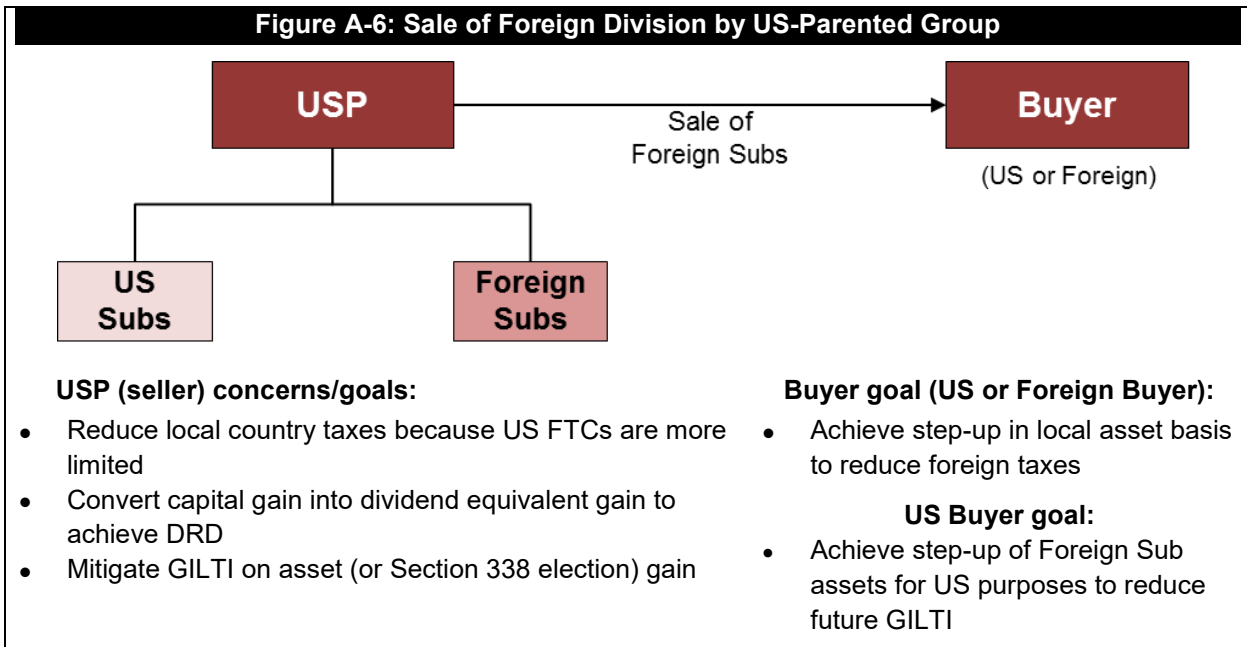 Figure A-6: Sale of Foreign Division by US-Parented Group
USP
Sale of
Foreign Subs
Buyer
(US or Foreign)
US
Subs
Foreign
Subs
USP (seller) concerns/goals:
• Reduce local country taxes because US FTCs are more
limited
• Convert capital gain into dividend equivalent gain to
achieve DRD
• Mitigate GILTI on asset (or Section 338 election) gain
Buyer goal (US or Foreign Buyer):
• Achieve step-up in local asset basis
to reduce foreign taxes
US Buyer goal:
• Achieve step-up of Foreign Sub
assets for US purposes to reduce
future GILTI